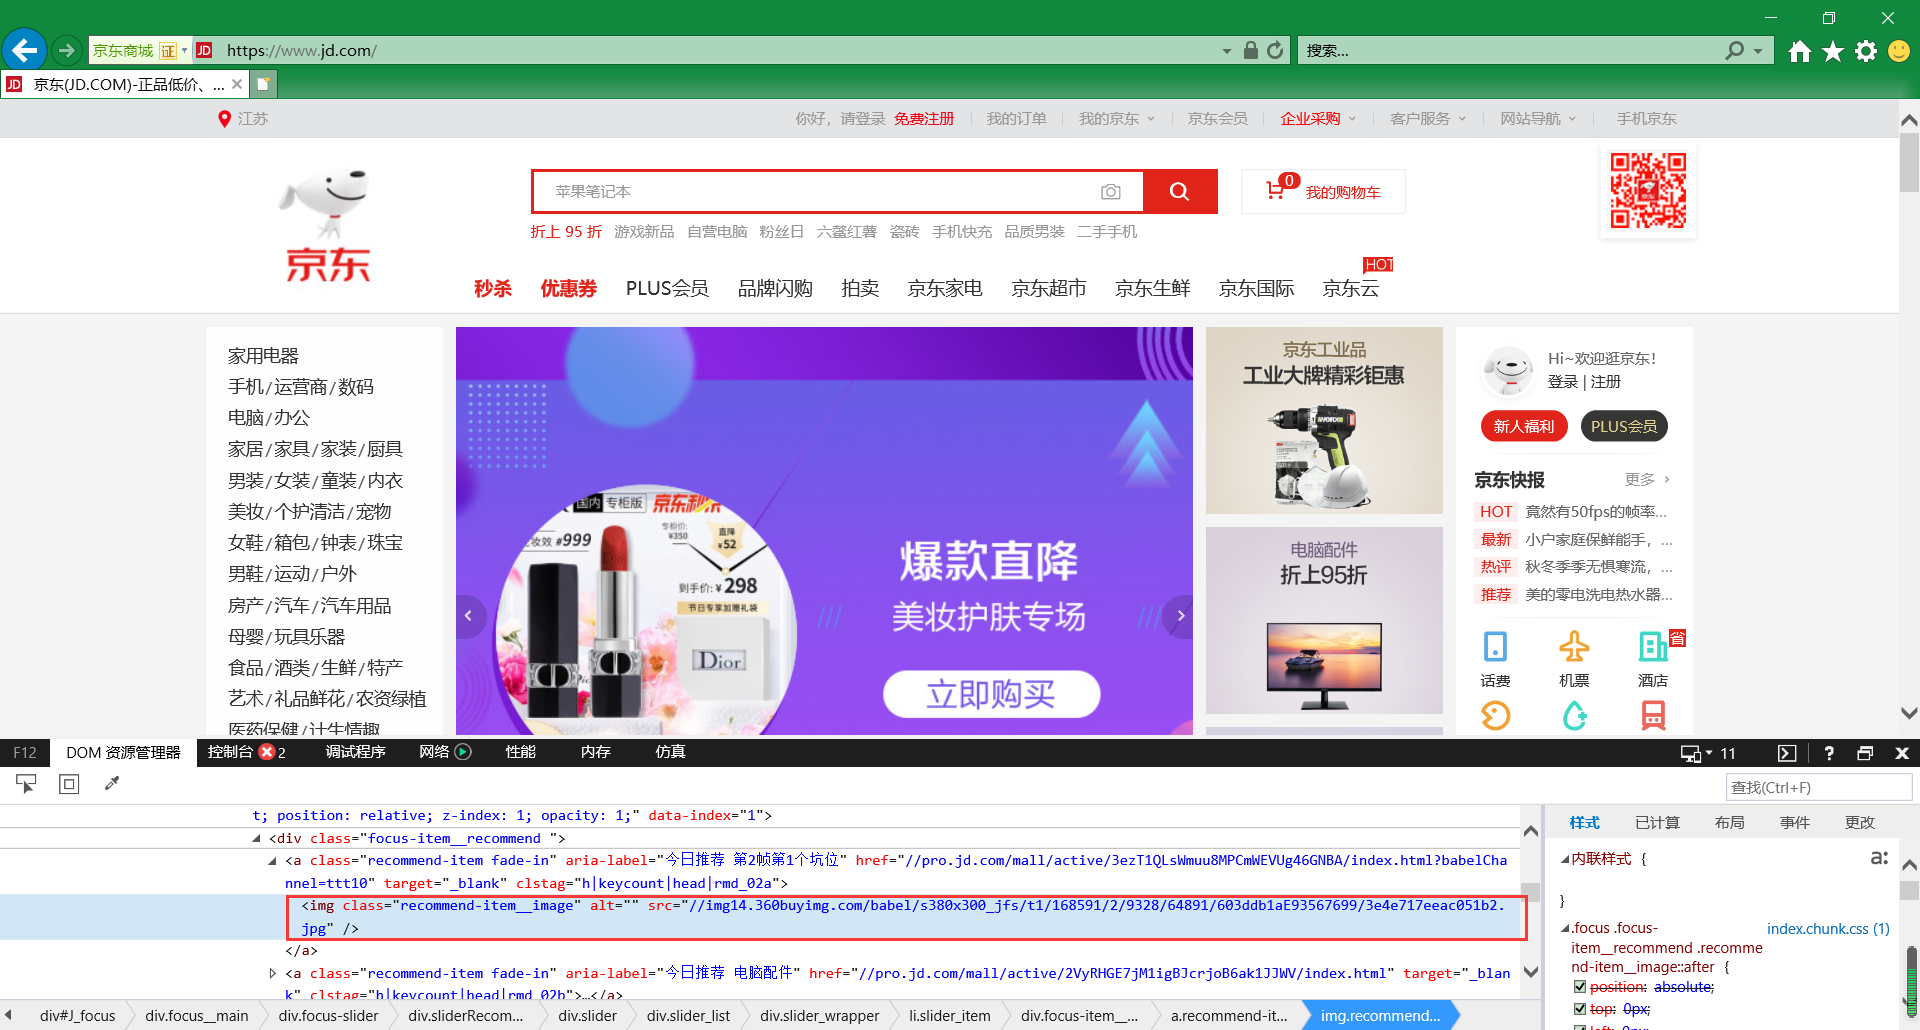 京东商城 证 JD https://www.jd.com/ 搜索...
JD 京东(JD.COM)-正品低价、...
江苏 你好，请登录 免费注册 我的订单 我的京东 京东会员 企业采购 客户服务 网站导航 手机京东
苹果笔记本
0 我的购物车
京东
折上 95 折 游戏新品 自营电脑 粉丝日 六鳌红薯 瓷砖 手机快充 品质男装 二手手机
HOT
秒杀 优惠券 PLUS会员 品牌闪购 拍卖 京东家电 京东超市 京东生鲜 京东国际 京东云
家用电器
手机/运营商/数码
电脑/办公
家居/家具/家装/厨具
男装/女装/童装/内衣
美妆/个护清洁/宠物
女鞋/箱包/钟表/珠宝
男鞋/运动/户外
房产/汽车/汽车用品
母婴/玩具乐器
食品/酒类/生鲜/特产
艺术/礼品鲜花/农资绿植
医药保健/计生情趣
国内 专柜版 京东秒杀
妆效 #999
专柜价:
¥350
直降
¥52
到手价: ¥ 298
节日专享加赠礼袋
Dior
爆款直降
美妆护肤专场
立即购买
京东工业品
工业大牌精彩钜惠
电脑配件
折上95折
Hi~欢迎逛京东!
登录 | 注册
新人福利 PLUS会员
京东快报 更多
HOT 竟然有50fps的帧率...
最新 小户家庭保鲜能手，...
热评 秋冬季季无惧寒流，...
推荐 美的零电洗电热水器...
省
话费 机票 酒店
F12 DOM 资源管理器 控制台 2 调试程序 网络 性能 内存 仿真 11 ?
查找(Ctrl+F)
t; position: relative; z-index: 1; opacity: 1;" data-index="1">
<div class="focus-item__recommend ">
<a class="recommend-item fade-in" aria-label="今日推荐 第2帧第1个坑位" href="//pro.jd.com/mall/active/3ezT1QLsWmuu8MPCmWEVUg46GNBA/index.html?babelCha
nnel=ttt10" target="_blank" clstag="h|keycount|head|rmd_02a">
<img class="recommend-item__image" alt="" src="//img14.360buyimg.com/babel/s380x300_jfs/t1/168591/2/9328/64891/603ddb1aE93567699/3e4e717eeac051b2.
jpg" />
</a>
<a class="recommend-item fade-in" aria-label="今日推荐 电脑配件" href="//pro.jd.com/mall/active/2VyRHGE7jM1igBJcrjoB6ak1JJWV/index.html" target="_blan
k" clstag="h|keycount|head|rmd_02b">…</a>
样式 已计算 布局 事件 更改
内联样式 { a:
}
.focus .focus- index.chunk.css (1)
item__recommend .recomme
nd-item__image::after {
position: absolute;
top: 0px;
left: 0px;
div#J_focus div.focus__main div.focus-slider div.sliderRecom... div.slider div.slider_list div.slider_wrapper li.slider_item div.focus-item__... a.recommend-it... img.recommend...